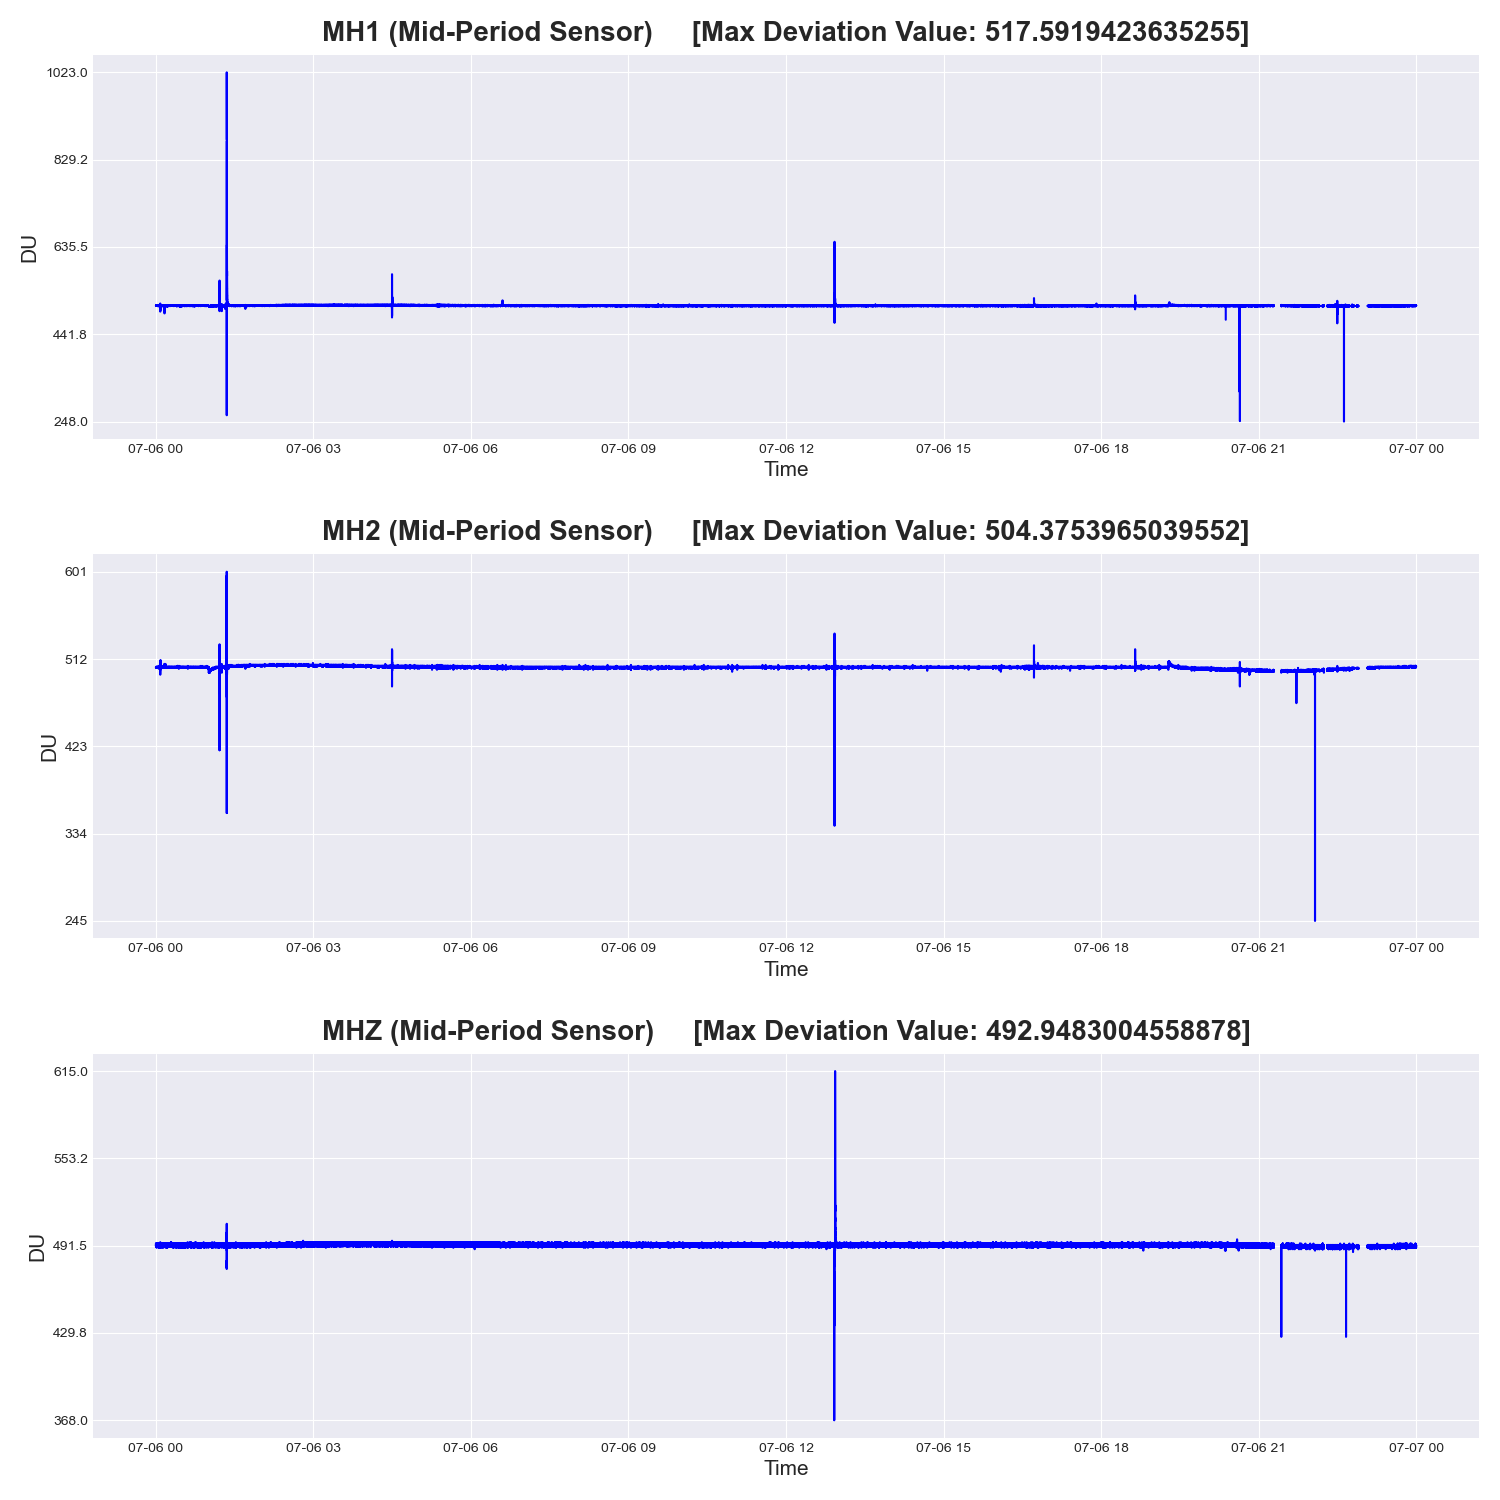 MH1 (Mid-Period Sensor) [Max Deviation Value: 517.5919423635255]
1023.0
829.2
635.5
441.8
248.0
DU
07-06 00 07-06 03 07-06 06 07-06 09 07-06 12 07-06 15 07-06 18 07-06 21 07-07 00
Time
MH2 (Mid-Period Sensor) [Max Deviation Value: 504.3753965039552]
601
512
423
334
245
DU
07-06 00 07-06 03 07-06 06 07-06 09 07-06 12 07-06 15 07-06 18 07-06 21 07-07 00
Time
MHZ (Mid-Period Sensor) [Max Deviation Value: 492.9483004558878]
615.0
553.2
491.5
429.8
368.0
DU
07-06 00 07-06 03 07-06 06 07-06 09 07-06 12 07-06 15 07-06 18 07-06 21 07-07 00
Time